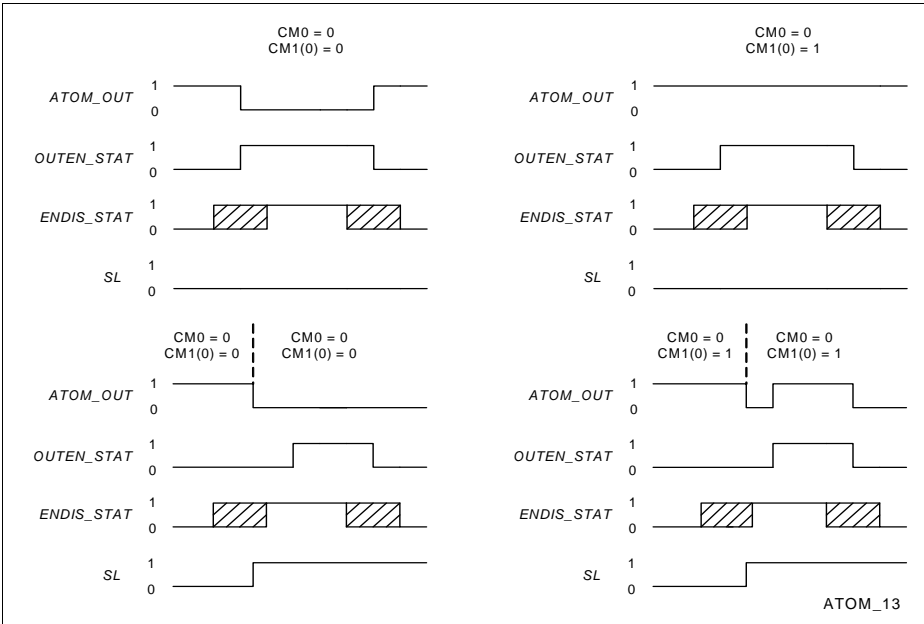 CM0 = 0
CM1(0) = 0
ATOM_OUT
1
0
OUTEN_STAT
1
0
ENDIS_STAT
1
0
SL
1
0
CM0 = 0
CM1(0) = 1
ATOM_OUT
1
0
OUTEN_STAT
1
0
ENDIS_STAT
1
0
SL
1
0
CM0 = 0
CM1(0) = 0
CM0 = 0
CM1(0) = 0
ATOM_OUT
1
0
OUTEN_STAT
1
0
ENDIS_STAT
1
0
SL
1
0
CM0 = 0
CM1(0) = 1
CM0 = 0
CM1(0) = 1
ATOM_OUT
1
0
OUTEN_STAT
1
0
ENDIS_STAT
1
0
SL
1
0
ATOM_13